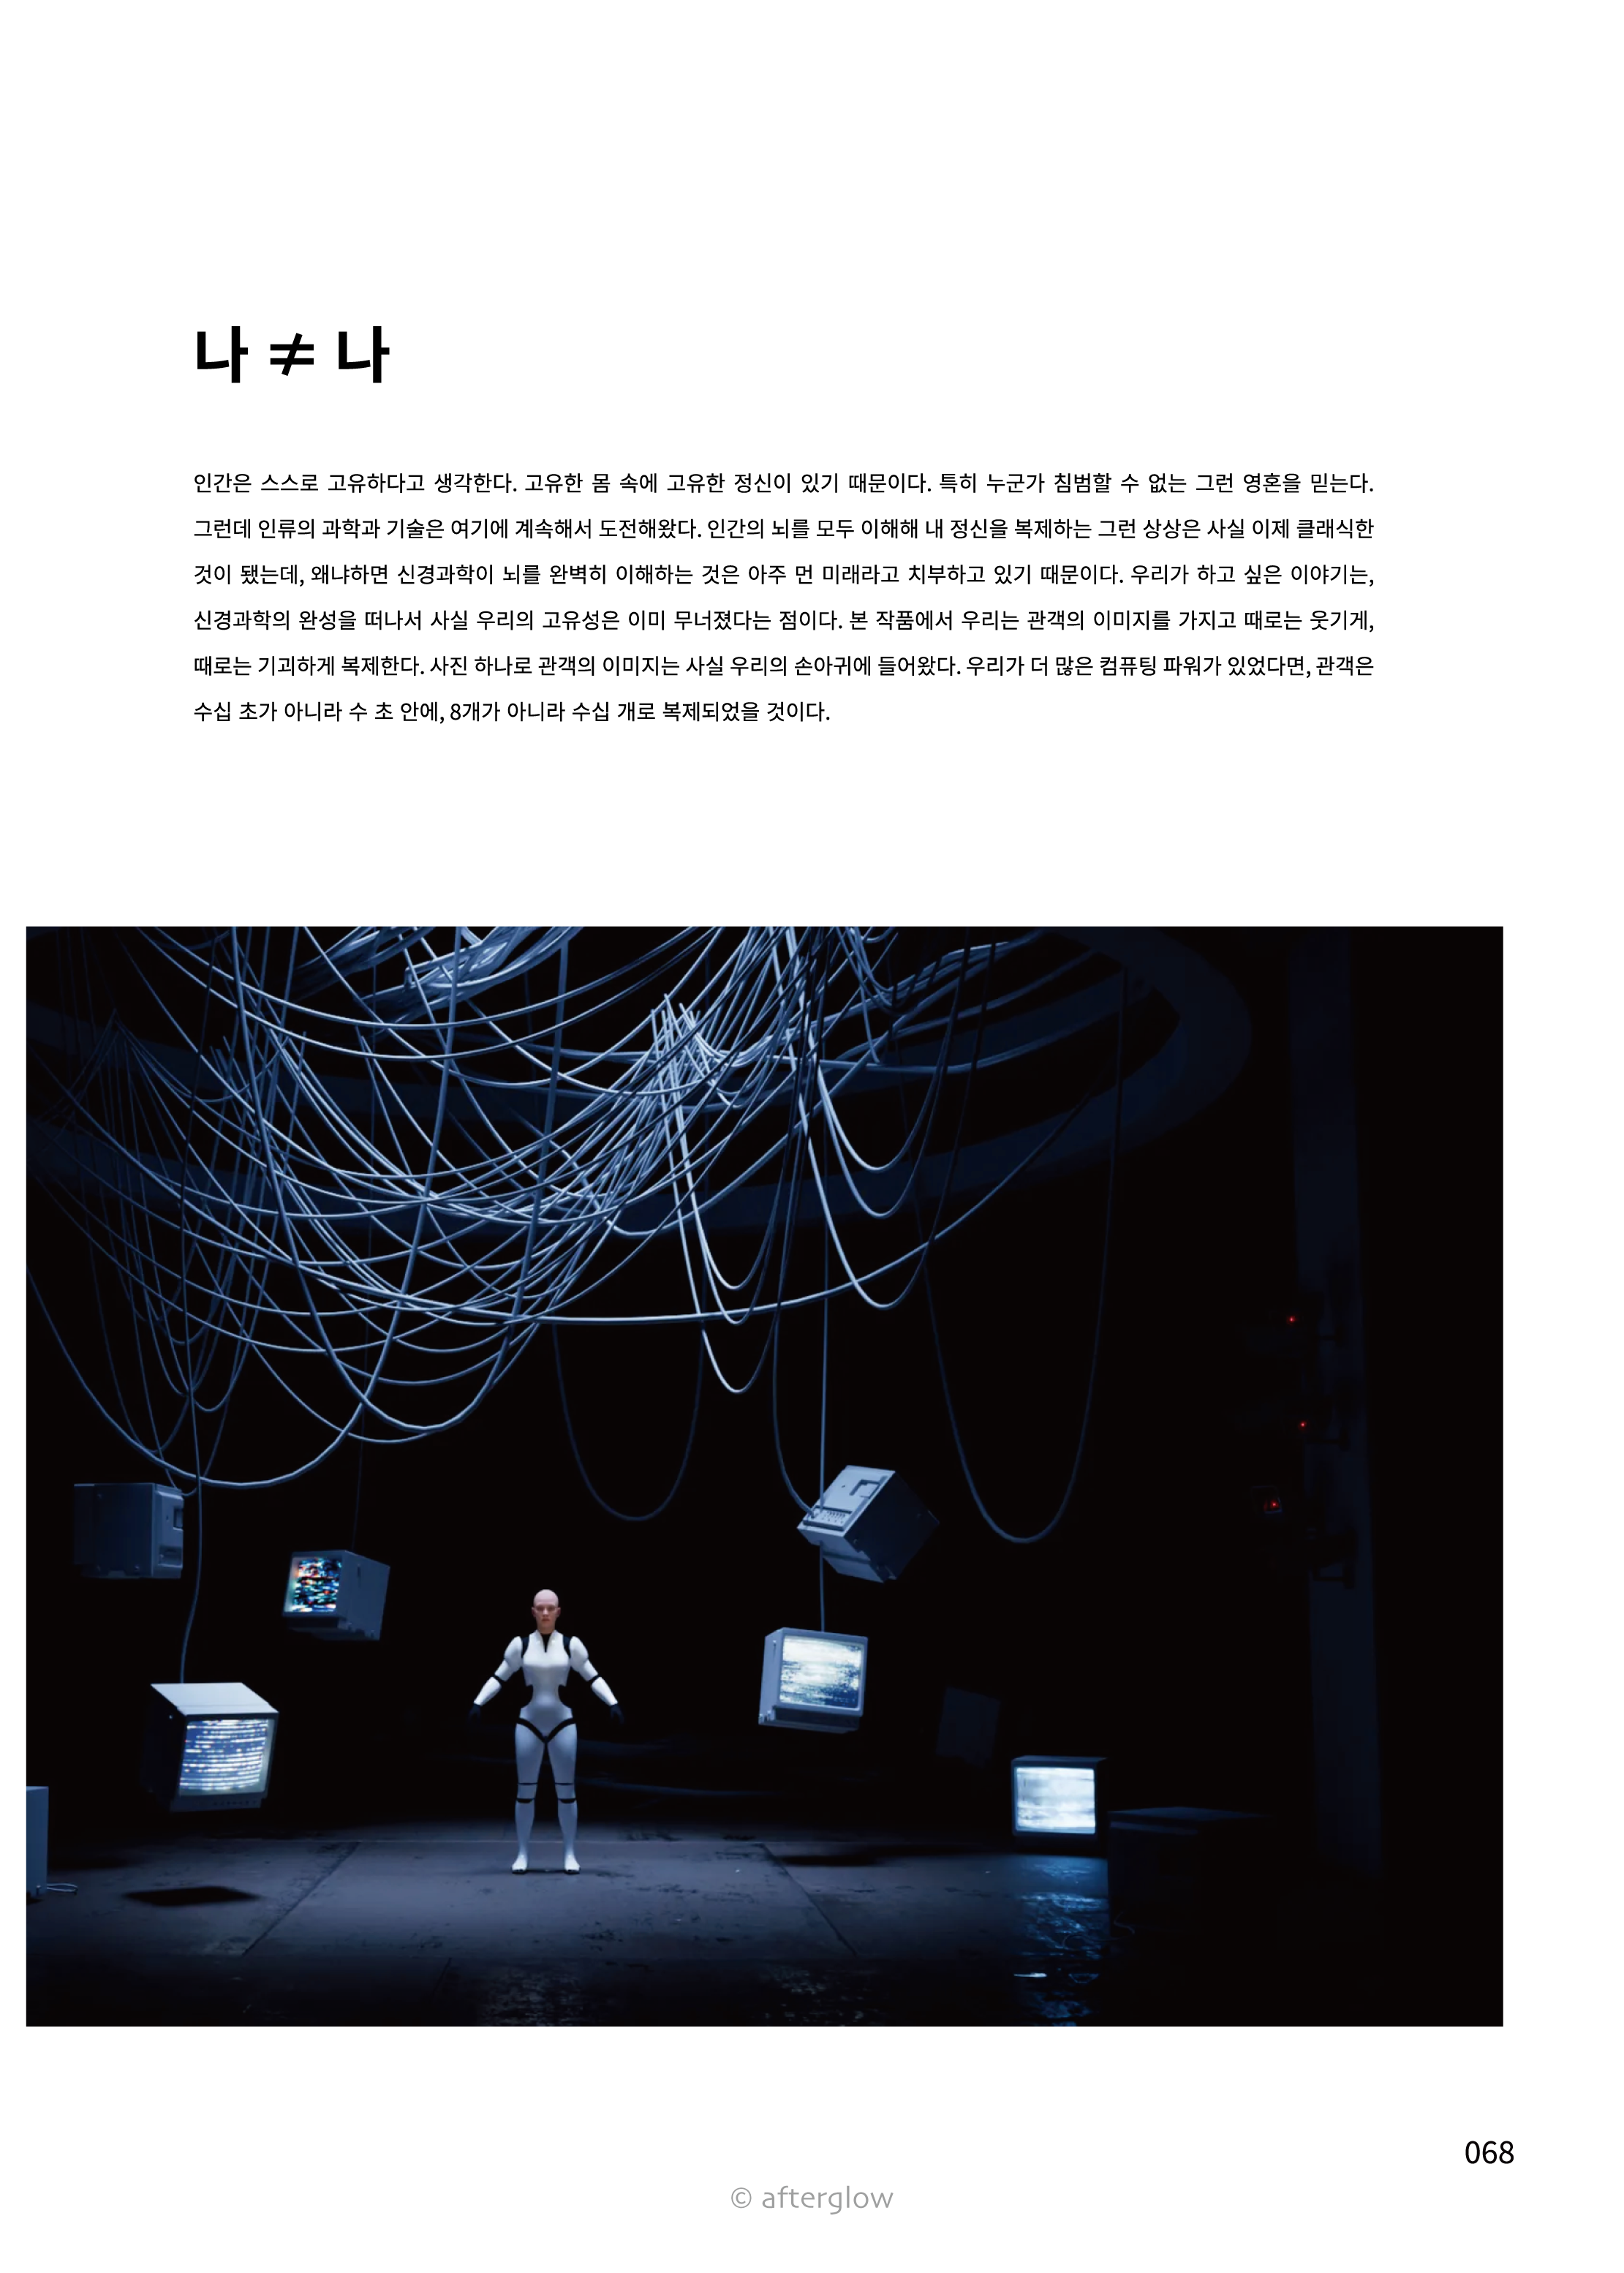 나 ≠ 나
인간은 스스로 고유하다고 생각한다. 고유한 몸 속에 고유한 정신이 있기 때문이다. 특히 누군가 침범할 수 없는 그런 영혼을 믿는다.
그런데 인류의 과학과 기술은 여기에 계속해서 도전해왔다. 인간의 뇌를 모두 이해해 내 정신을 복제하는 그런 상상은 사실 이제 클래식한
것이 됐는데, 왜냐하면 신경과학이 뇌를 완벽히 이해하는 것은 아주 먼 미래라고 치부하고 있기 때문이다. 우리가 하고 싶은 이야기는,
신경과학의 완성을 떠나서 사실 우리의 고유성은 이미 무너졌다는 점이다. 본 작품에서 우리는 관객의 이미지를 가지고 때로는 웃기게,
때로는 기괴하게 복제한다. 사진 하나로 관객의 이미지는 사실 우리의 손아귀에 들어왔다. 우리가 더 많은 컴퓨팅 파워가 있었다면, 관객은
수십 초가 아니라 수 초 안에, 8개가 아니라 수십 개로 복제되었을 것이다.
068
© afterglow